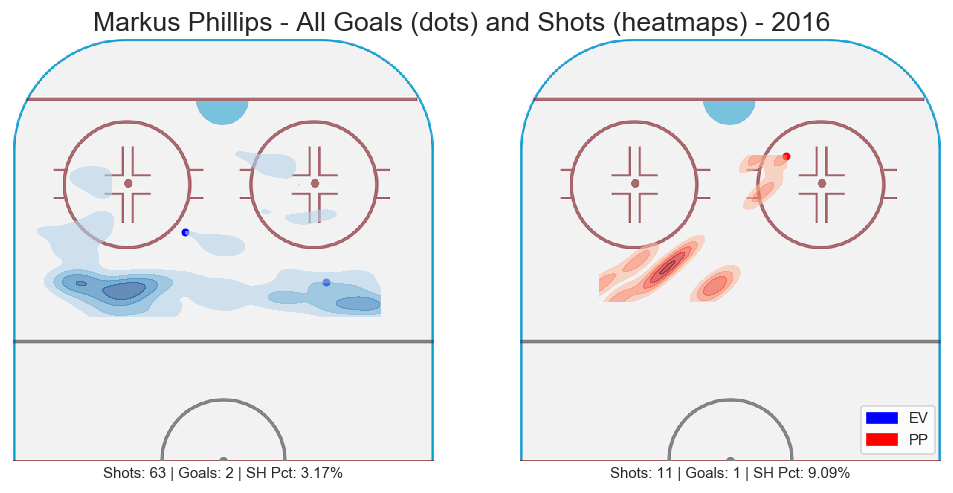 Markus Phillips - All Goals (dots) and Shots (heatmaps) - 2016
EV
PP
Shots: 63 | Goals: 2 | SH Pct: 3.17%
Shots: 11 | Goals: 1 | SH Pct: 9.09%